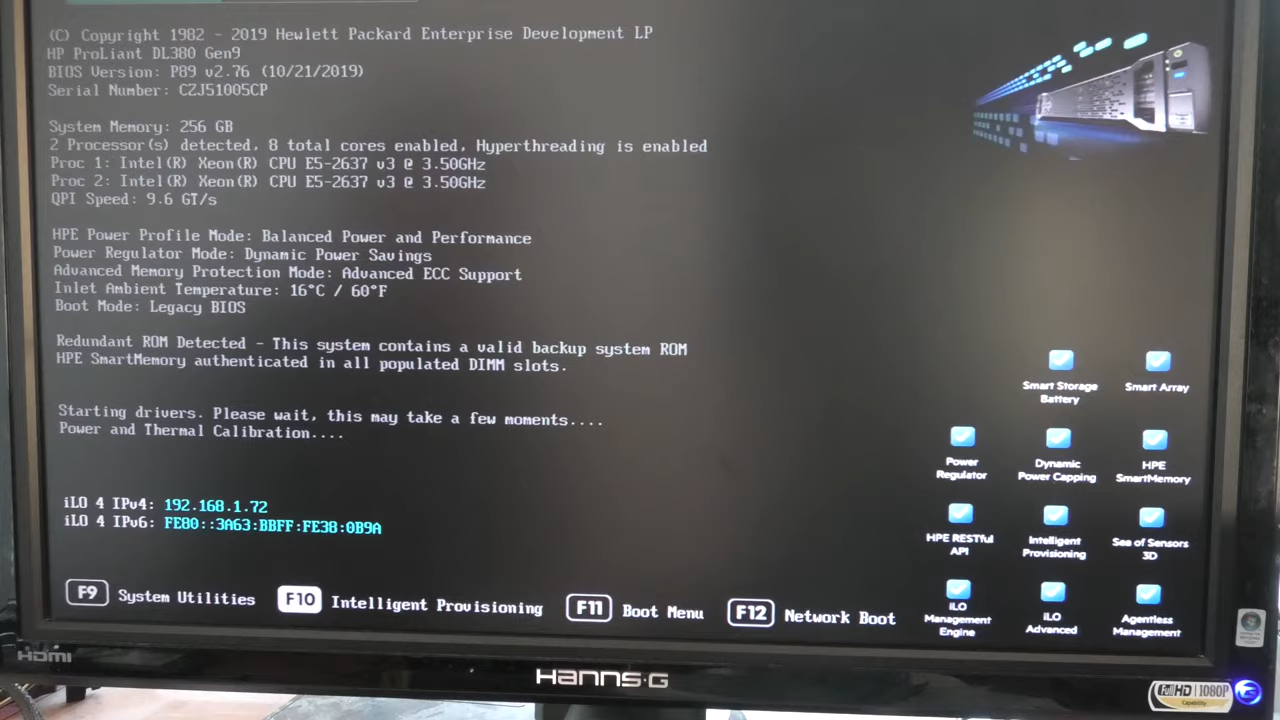 (C) Copyright 1982 - 2019 Hewlett Packard Enterprise Development LP
HP ProLiant DL380 Gen9
BIOS Version: P89 v2.76 (10/21/2019)
Serial Number: CZJ51005CP
System Memory: 256 GB
2 Processor(s) detected, 8 total cores enabled, Hyperthreading is enabled
Proc 1: Intel(R) Xeon(R) CPU E5-2637 v3 @ 3.50GHz
Proc 2: Intel(R) Xeon(R) CPU E5-2637 v3 @ 3.50GHz
QPI Speed: 9.6 GT/s
HPE Power Profile Mode: Balanced Power and Performance
Power Regulator Mode: Dynamic Power Savings
Advanced Memory Protection Mode: Advanced ECC Support
Inlet Ambient Temperature: 16°C / 60°F
Boot Mode: Legacy BIOS
Redundant ROM Detected - This system contains a valid backup system ROM
HPE SmartMemory authenticated in all populated DIMM slots.
Starting drivers. Please wait, this may take a few moments....
Power and Thermal Calibration....
iLO 4 IPv4: 192.168.1.72
iLO 4 IPv6: FE80::3A63:BBFF:FE38:0B9A
Smart Storage
Battery
Smart Array
Power
Regulator
Dynamic
Power Capping
HPE
SmartMemory
HPE RESTful
API
Intelligent
Provisioning
Sea of Sensors
3D
iLO
Management
Engine
iLO
Advanced
Agentless
Management
F9 System Utilities
F10 Intelligent Provisioning
F11 Boot Menu
F12 Network Boot
HDMI
HANNS·G
Full HD 1080P
Capability